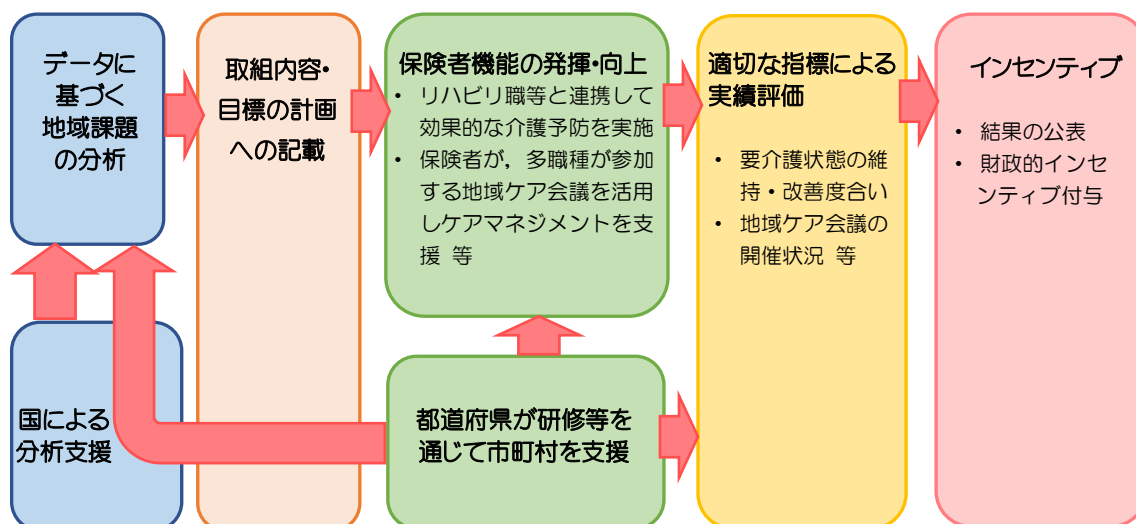 データに
基づく
地域課題
の分析
取組内容・
目標の計画
への記載
保険者機能の発揮・向上
• リハビリ職等と連携して
効果的な介護予防を実施
• 保険者が，多職種が参加
する地域ケア会議を活用
しケアマネジメントを支
援 等
適切な指標による
実績評価
• 要介護状態の維
持・改善度合い
• 地域ケア会議の
開催状況 等
インセンティブ
• 結果の公表
• 財政的インセ
ンティブ付与
国による
分析支援
都道府県が研修等を
通じて市町村を支援